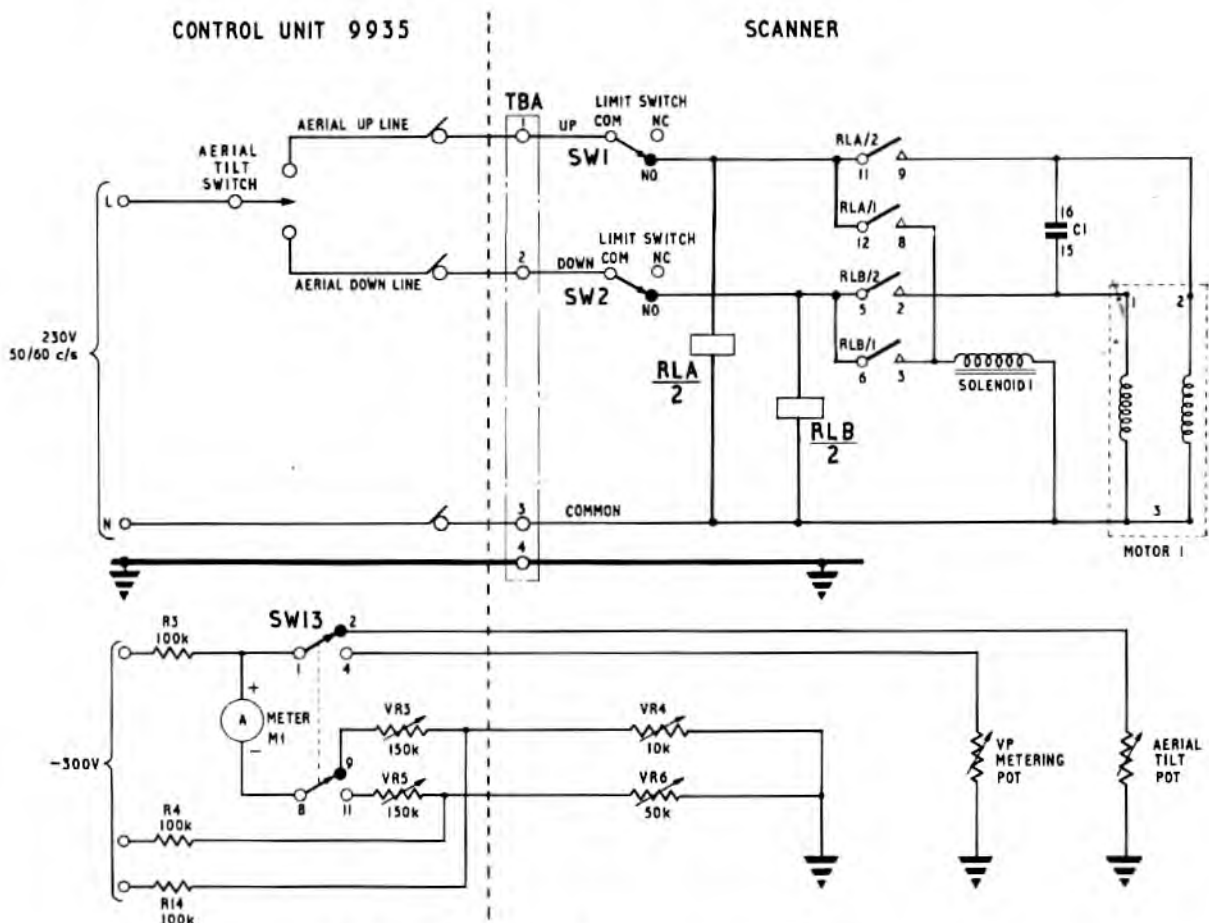 CONTROL UNIT 9935
SCANNER
TBA
LIMIT SWITCH
AERIAL UP LINE
1
UP
COM
NC
RLA/2
AERIAL
TILT
SWITCH
SW1
NO
11
9
L
RLA/1
16
C1
15
12
8
LIMIT SWITCH
2
DOWN
COM
NC
RLB/2
AERIAL DOWN LINE
SW2
NO
5
2
1
2
230V
50/60 c/s
RLB/1
RLA
2
6
3
SOLENOID 1
RLB
2
N
3
COMMON
3
4
MOTOR 1
SW13
R3
100k
2
1
4
+
A
METER
M1
VR3
150k
VR4
10k
VP
METERING
POT
AERIAL
TILT
POT
-300V
-
9
8
11
VR5
150k
VR6
50k
R4
100k
R14
100k